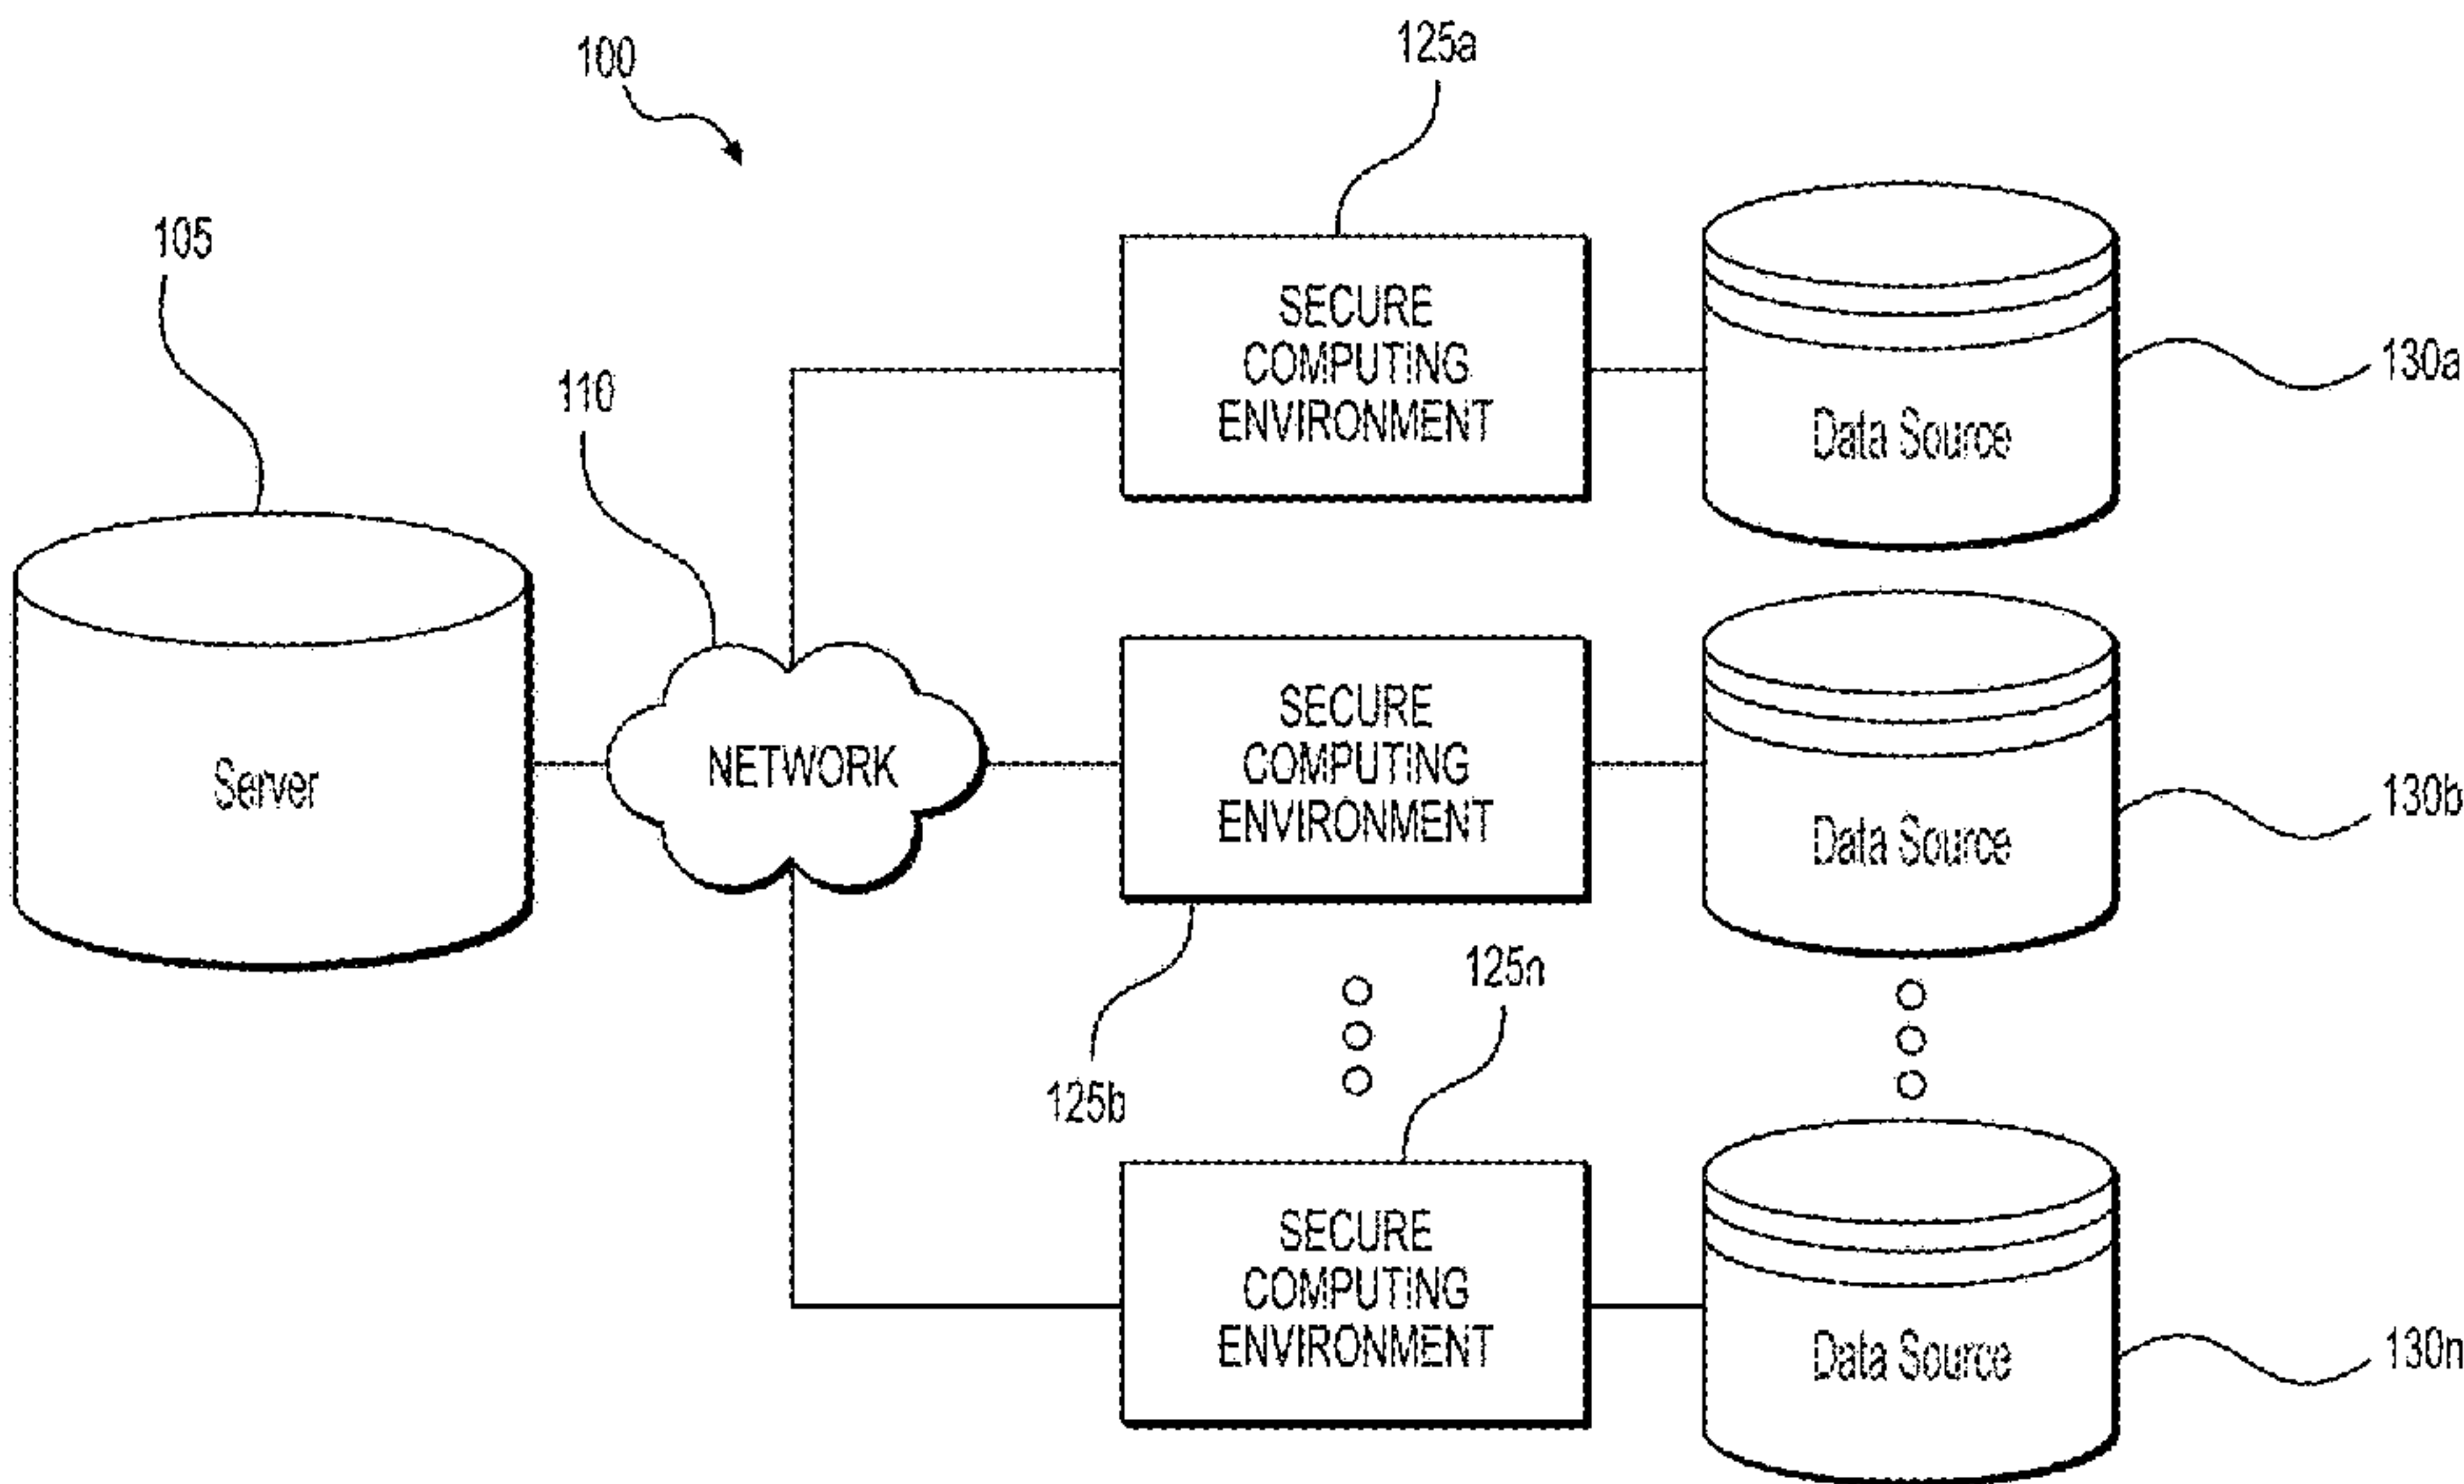 100
125a
105
SECURE
COMPUTING
ENVIRONMENT
Data Source
130a
110
Server
NETWORK
SECURE
COMPUTING
ENVIRONMENT
Data Source
130b
125b
125n
SECURE
COMPUTING
ENVIRONMENT
Data Source
130n